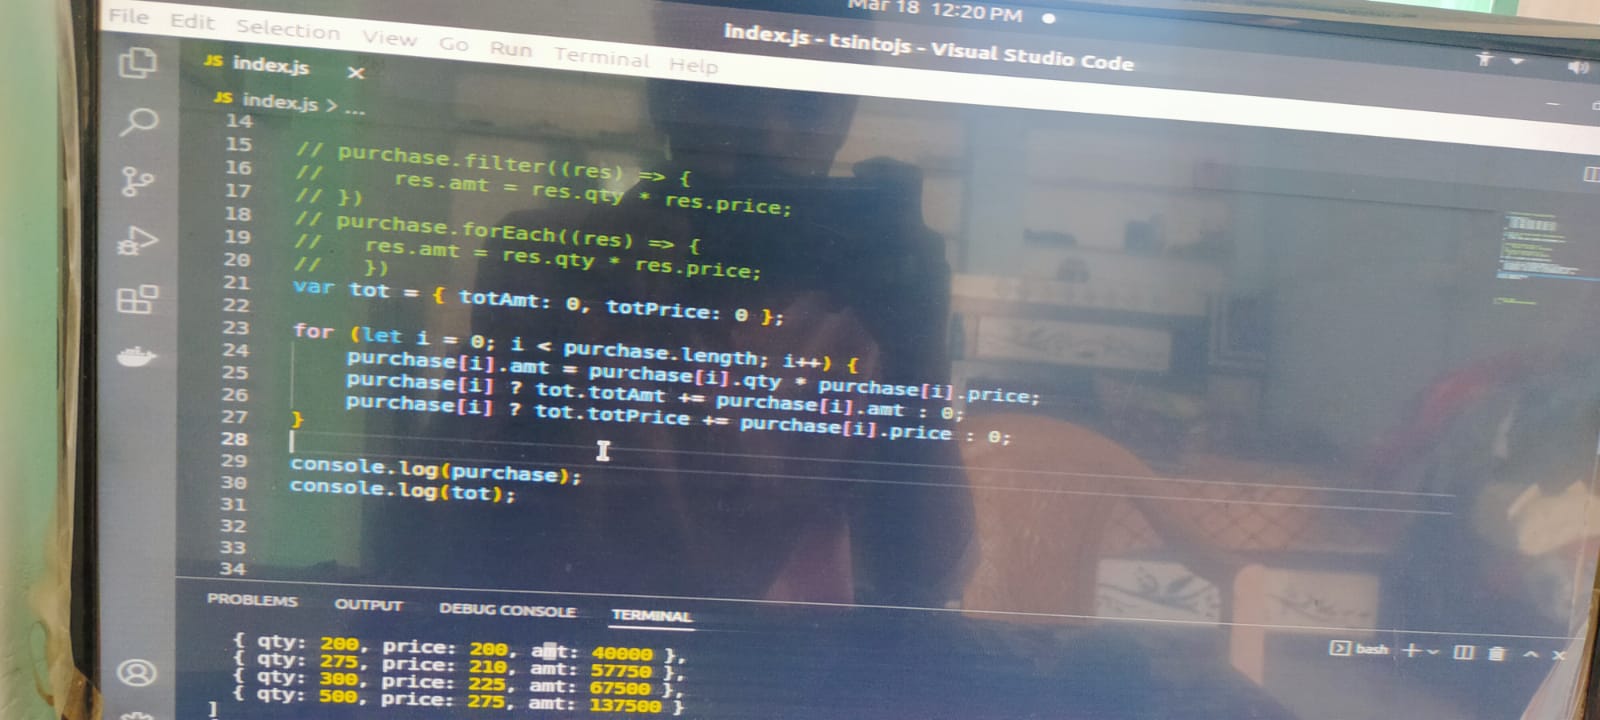 Mar 18 12:20 PM
index.js - tsintojs - Visual Studio Code
File Edit Selection View Go Run Terminal Help
JS index.js ×
JS index.js > ...
14
15 // purchase.filter((res) => {
16 //     res.amt = res.qty * res.price;
17 // })
18 // purchase.forEach((res) => {
19 //   res.amt = res.qty * res.price;
20 //   })
21 var tot = { totAmt: 0, totPrice: 0 };
22
23 for (let i = 0; i < purchase.length; i++) {
24     purchase[i].amt = purchase[i].qty * purchase[i].price;
25     purchase[i] ? tot.totAmt += purchase[i].amt : 0;
26     purchase[i] ? tot.totPrice += purchase[i].price : 0;
27 }
28
29 console.log(purchase);
30 console.log(tot);
31
32
33
34
PROBLEMS OUTPUT DEBUG CONSOLE TERMINAL
bash
{ qty: 200, price: 200, amt: 40000 },
{ qty: 275, price: 210, amt: 57750 },
{ qty: 300, price: 225, amt: 67500 },
{ qty: 500, price: 275, amt: 137500 }
]